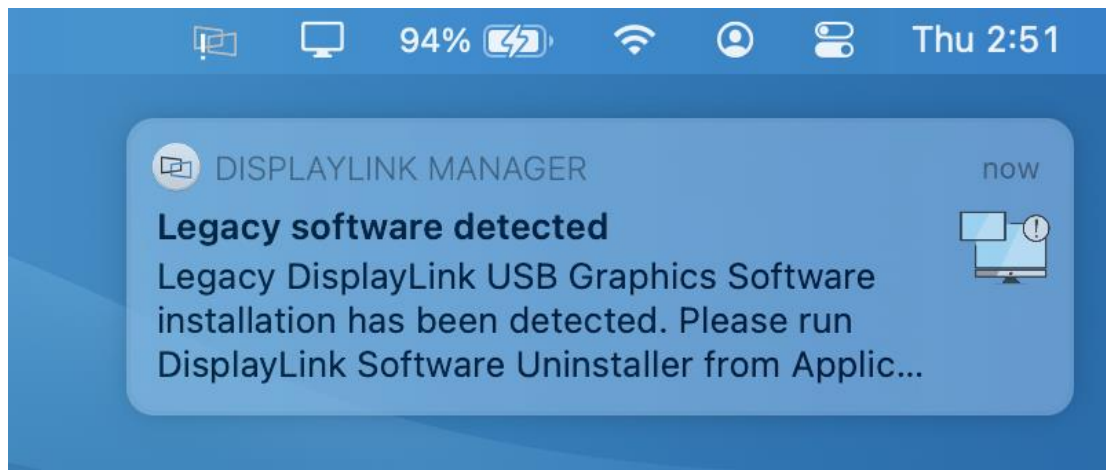 94% Thu 2:51
DISPLAYLINK MANAGER now
Legacy software detected
Legacy DisplayLink USB Graphics Software
installation has been detected. Please run
DisplayLink Software Uninstaller from Applic...